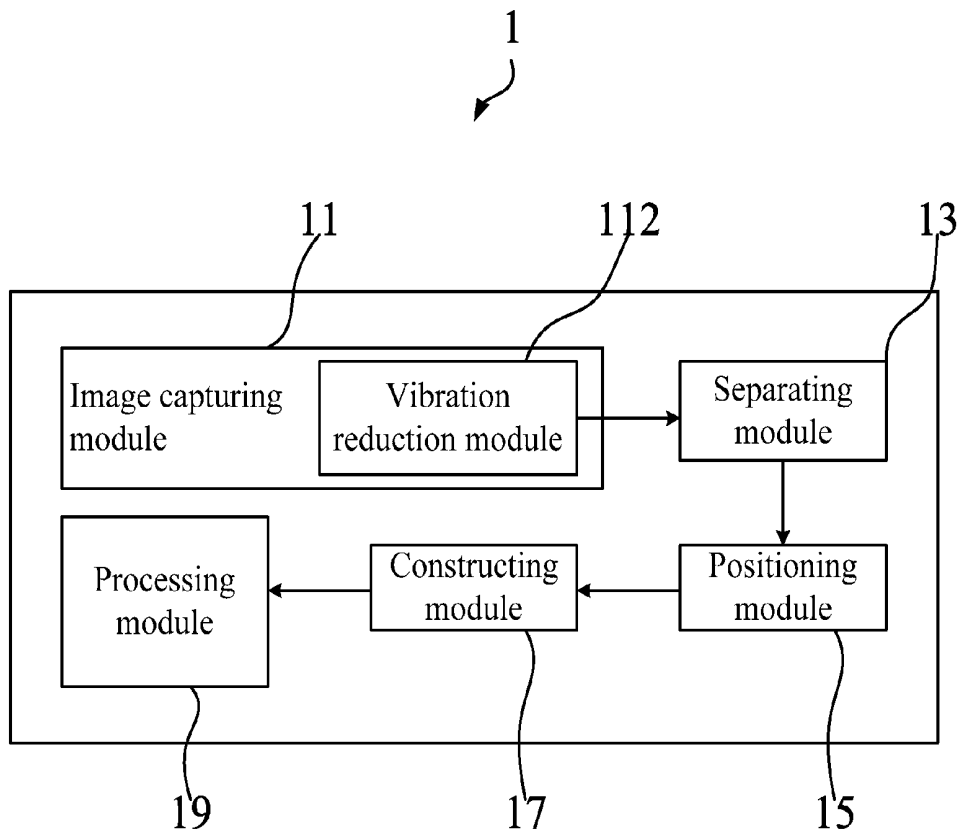 1
11
112
13
Image capturing
module
Vibration
reduction module
Separating
module
Processing
module
Constructing
module
Positioning
module
19
17
15